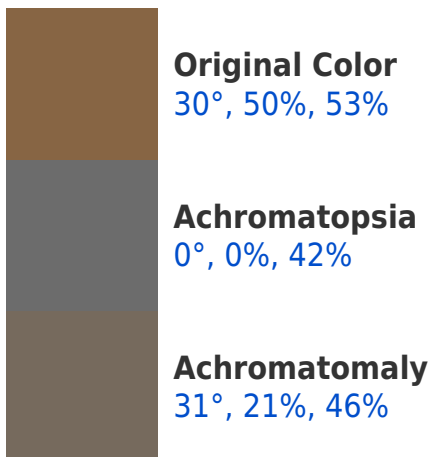 Original Color
30°, 50%, 53%
Achromatopsia
0°, 0%, 42%
Achromatomaly
31°, 21%, 46%